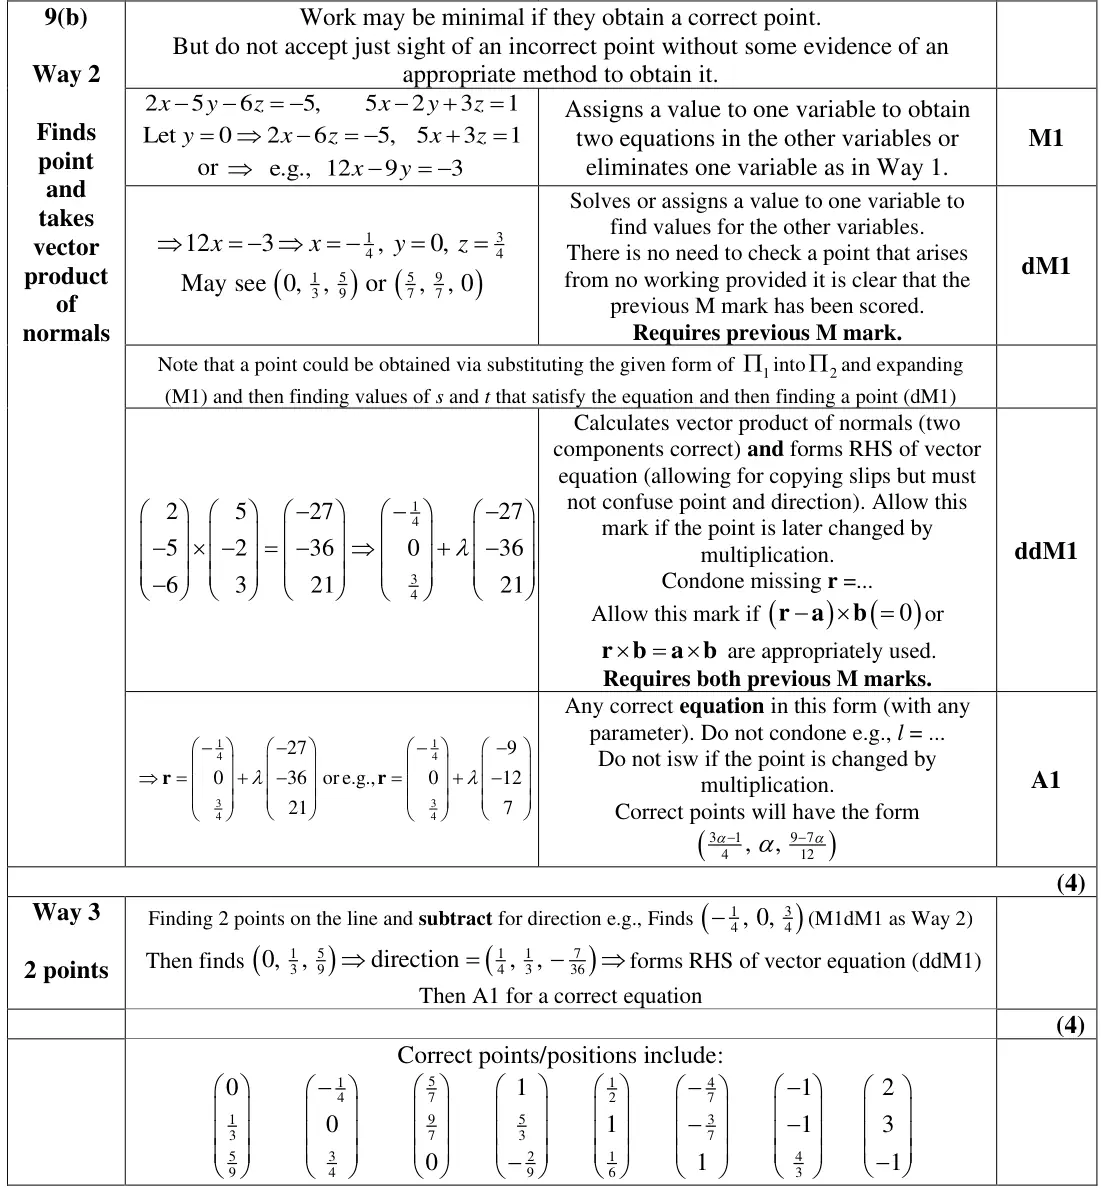 9(b)
Way 2
Finds
point
and
takes
vector
product
of
normals
Work may be minimal if they obtain a correct point.
But do not accept just sight of an incorrect point without some evidence of an
appropriate method to obtain it.
2x − 5y − 6z = −5,   5x − 2y + 3z = 1
Let y = 0 ⇒ 2x − 6z = −5,  5x + 3z = 1
or ⇒ e.g., 12x − 9y = −3
Assigns a value to one variable to obtain
two equations in the other variables or
eliminates one variable as in Way 1.
M1
⇒ 12x = −3 ⇒ x = −1/4, y = 0, z = 3/4
May see (0, 1/3, 5/9) or (5/7, 9/7, 0)
Solves or assigns a value to one variable to
find values for the other variables.
There is no need to check a point that arises
from no working provided it is clear that the
previous M mark has been scored.
Requires previous M mark.
dM1
Note that a point could be obtained via substituting the given form of ∏₁ into ∏₂ and expanding
(M1) and then finding values of s and t that satisfy the equation and then finding a point (dM1)
(2, −5, −6) × (5, −2, 3) = (−27, −36, 21) ⇒ (−1/4, 0, 3/4) + λ(−27, −36, 21)
Calculates vector product of normals (two
components correct) and forms RHS of vector
equation (allowing for copying slips but must
not confuse point and direction). Allow this
mark if the point is later changed by
multiplication.
Condone missing r =...
Allow this mark if (r − a) × b (= 0) or
r × b = a × b are appropriately used.
Requires both previous M marks.
ddM1
⇒ r = (−1/4, 0, 3/4) + λ(−27, −36, 21) or e.g., r = (−1/4, 0, 3/4) + λ(−9, −12, 7)
Any correct equation in this form (with any
parameter). Do not condone e.g., l = ...
Do not isw if the point is changed by
multiplication.
Correct points will have the form
((3α−1)/4, α, (9−7α)/12)
A1
(4)
Way 3
2 points
Finding 2 points on the line and subtract for direction e.g., Finds (−1/4, 0, 3/4) (M1dM1 as Way 2)
Then finds (0, 1/3, 5/9) ⇒ direction = (1/4, 1/3, −7/36) ⇒ forms RHS of vector equation (ddM1)
Then A1 for a correct equation
(4)
Correct points/positions include:
(0, 1/3, 5/9) (−1/4, 0, 3/4) (5/7, 9/7, 0) (1, 5/3, −2/9) (1/2, 1, 1/6) (−4/7, −3/7, 1) (−1, −1, 4/3) (2, 3, −1)